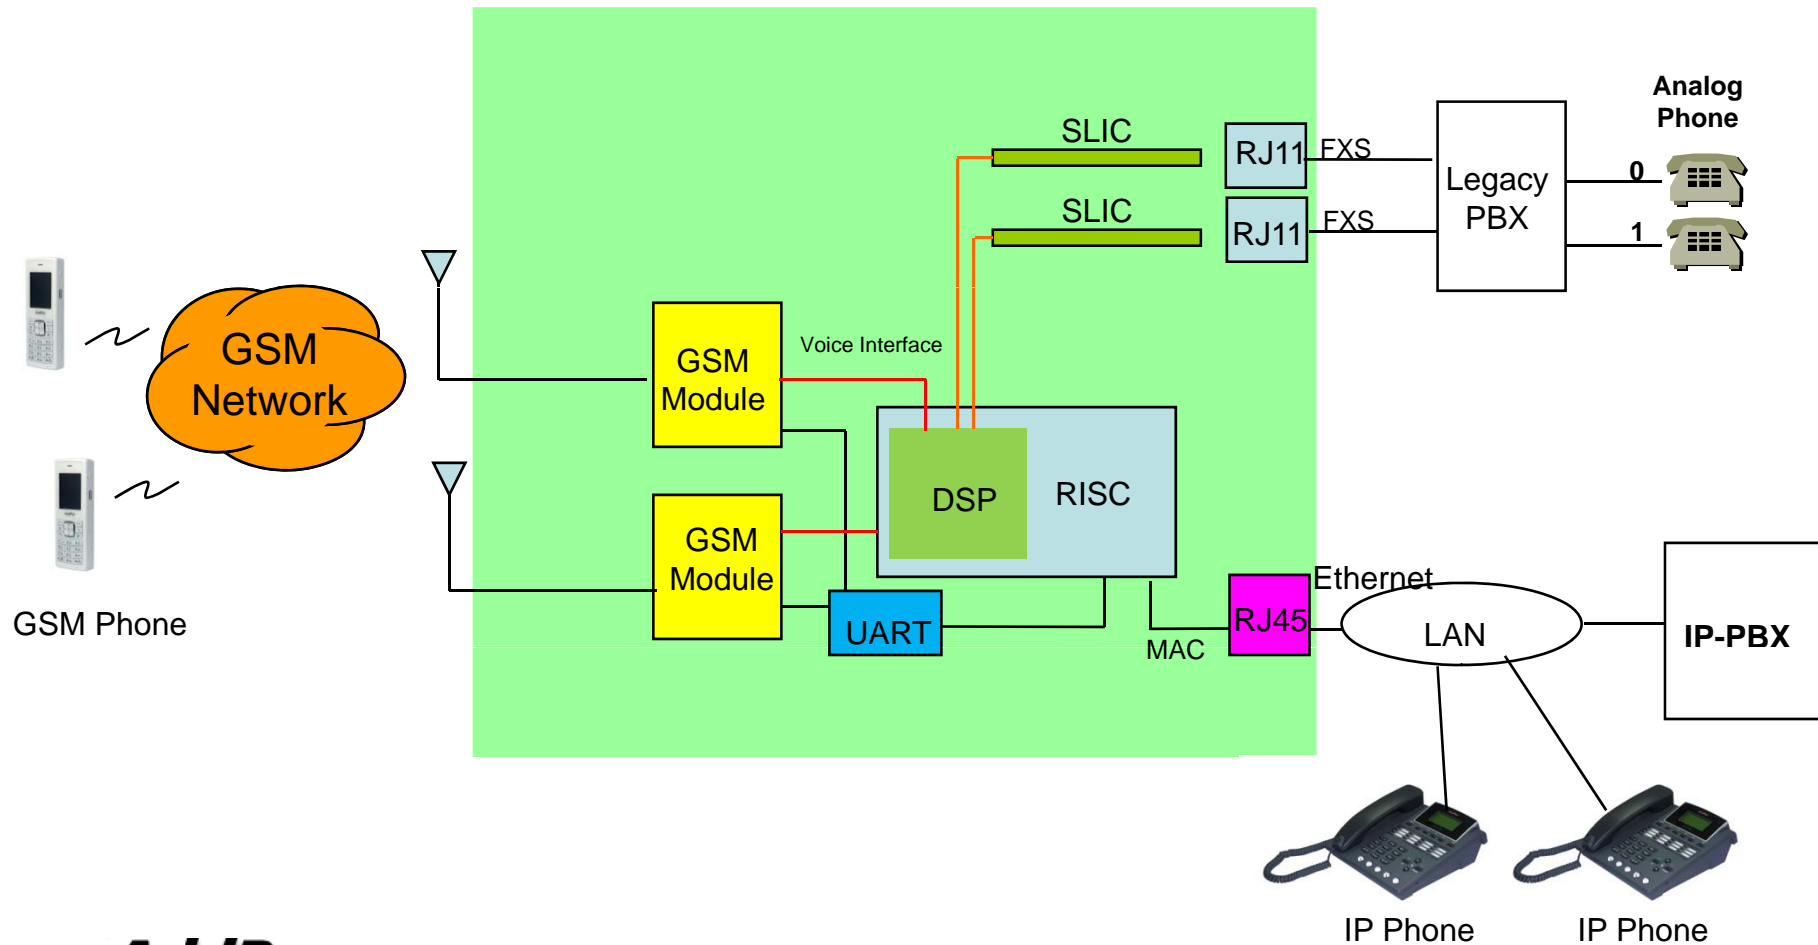 Analog
Phone
SLIC
RJ11
FXS
Legacy
PBX
0
SLIC
RJ11
FXS
1
GSM
Network
GSM
Module
Voice Interface
DSP
RISC
GSM
Module
GSM Phone
UART
MAC
RJ45
Ethernet
LAN
IP-PBX
IP Phone
IP Phone